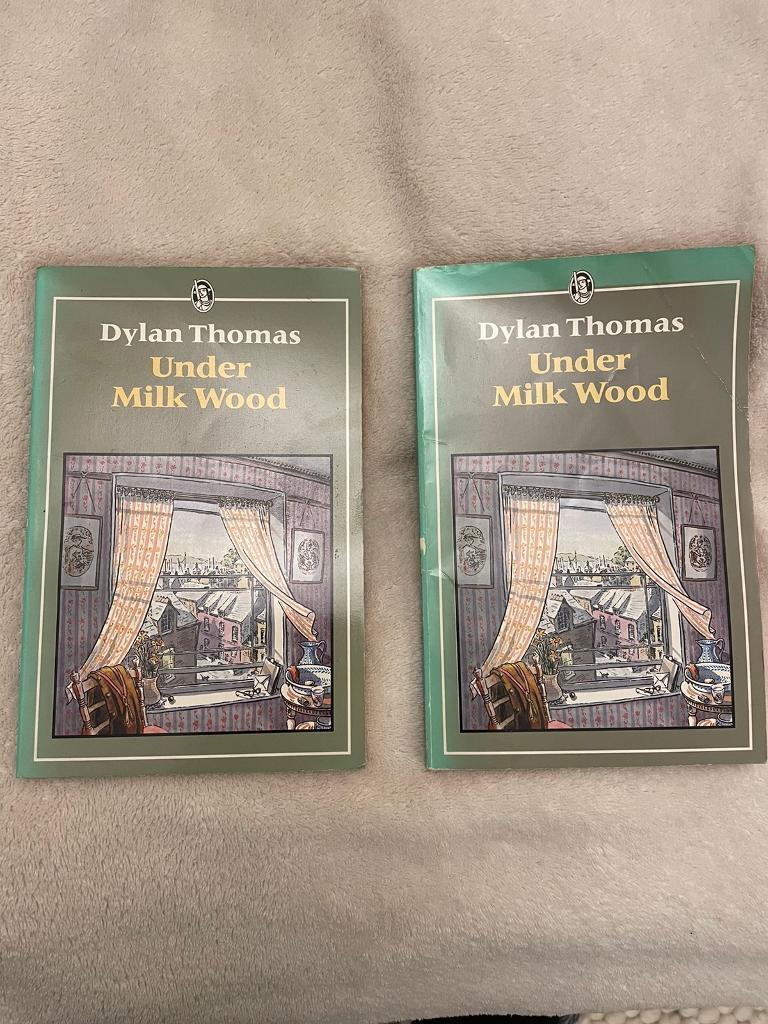 Dylan Thomas
Under
Milk Wood
Dylan Thomas
Under
Milk Wood